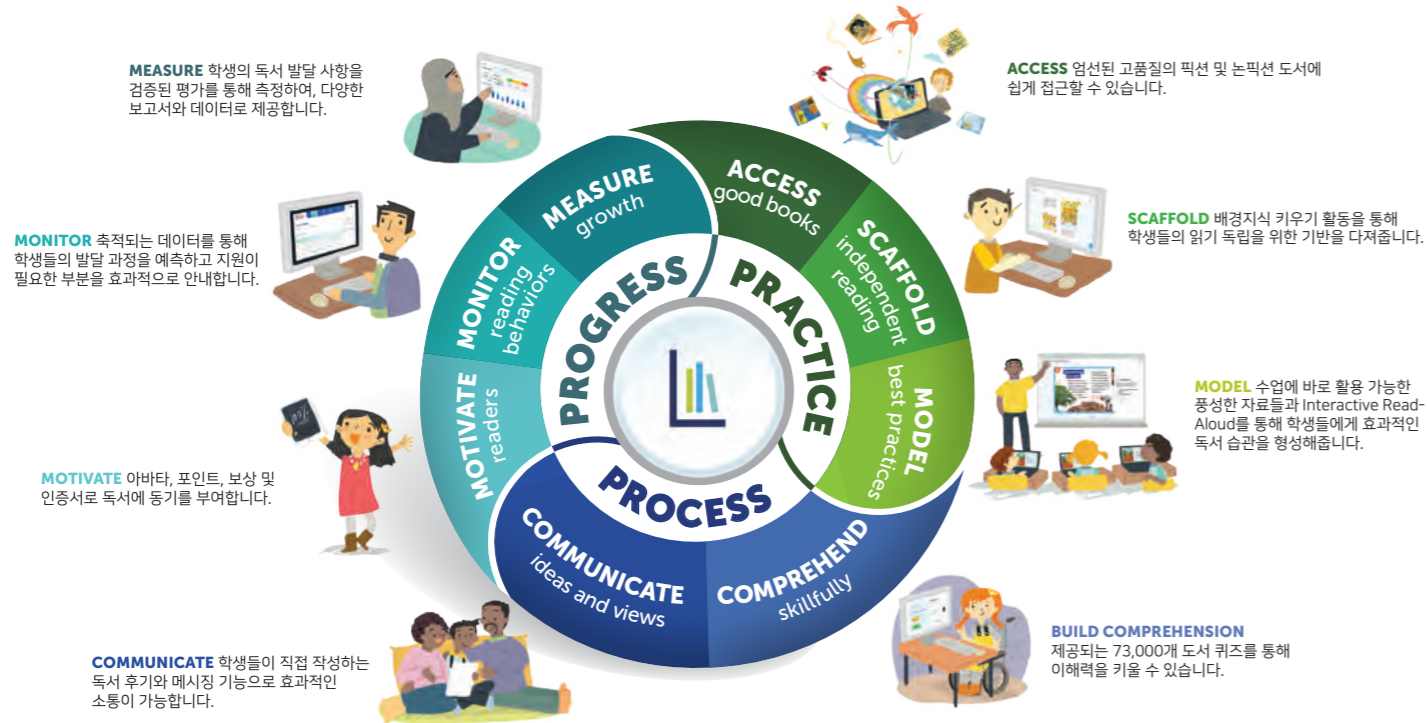 MEASURE 학생의 독서 발달 사항을
검증된 평가를 통해 측정하여, 다양한
보고서와 데이터로 제공합니다.
ACCESS 엄선된 고품질의 픽션 및 논픽션 도서에
쉽게 접근할 수 있습니다.
MONITOR 축적되는 데이터를 통해
학생들의 발달 과정을 예측하고 지원이
필요한 부분을 효과적으로 안내합니다.
SCAFFOLD 배경지식 키우기 활동을 통해
학생들의 읽기 독립을 위한 기반을 다져줍니다.
MODEL 수업에 바로 활용 가능한
풍성한 자료들과 Interactive Read-
Aloud를 통해 학생들에게 효과적인
독서 습관을 형성해줍니다.
MOTIVATE 아바타, 포인트, 보상 및
인증서로 독서에 동기를 부여합니다.
BUILD COMPREHENSION
제공되는 73,000개 도서 퀴즈를 통해
이해력을 키울 수 있습니다.
COMMUNICATE 학생들이 직접 작성하는
독서 후기와 메시징 기능으로 효과적인
소통이 가능합니다.
PRACTICE
ACCESS
good books
SCAFFOLD
independent
reading
MODEL
best practices
PROCESS
COMPREHEND
skillfully
COMMUNICATE
ideas and views
PROGRESS
MOTIVATE
readers
MONITOR
reading
behaviors
MEASURE
growth